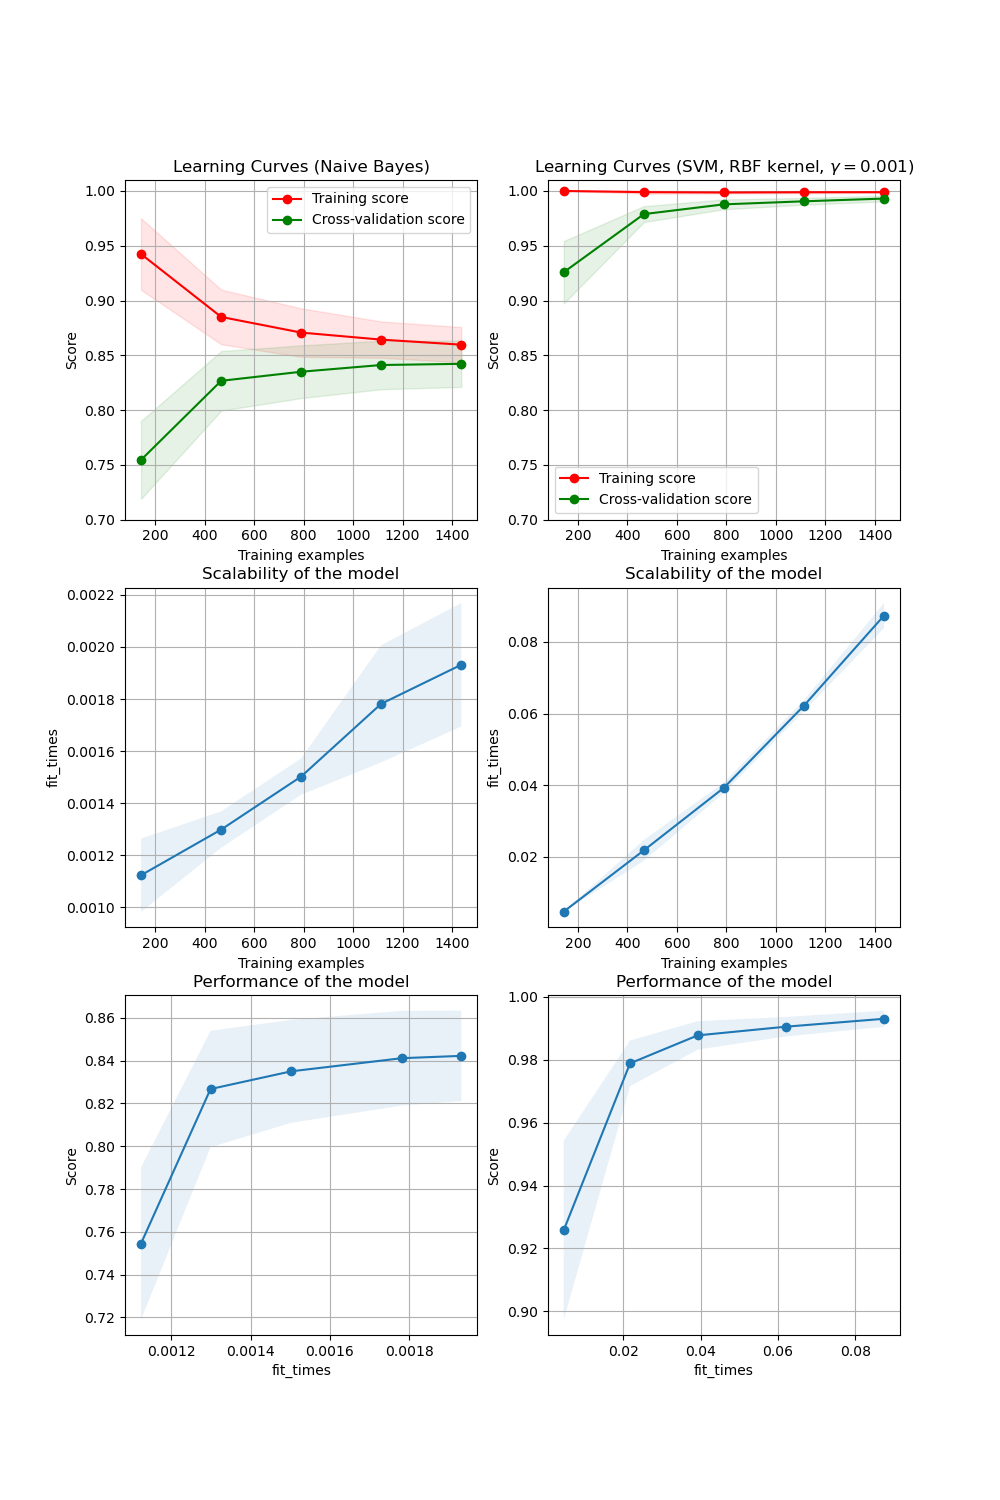 Learning Curves (Naive Bayes)
1.00
0.95
0.90
0.85
0.80
0.75
0.70
Score
Training score
Cross-validation score
200 400 600 800 1000 1200 1400
Training examples
Learning Curves (SVM, RBF kernel, γ = 0.001)
1.00
0.95
0.90
0.85
0.80
0.75
0.70
Score
Training score
Cross-validation score
200 400 600 800 1000 1200 1400
Training examples
Scalability of the model
0.0022
0.0020
0.0018
0.0016
0.0014
0.0012
0.0010
fit_times
200 400 600 800 1000 1200 1400
Training examples
Scalability of the model
0.08
0.06
0.04
0.02
fit_times
200 400 600 800 1000 1200 1400
Training examples
Performance of the model
0.86
0.84
0.82
0.80
0.78
0.76
0.74
0.72
Score
0.0012 0.0014 0.0016 0.0018
fit_times
Performance of the model
1.00
0.98
0.96
0.94
0.92
0.90
Score
0.02 0.04 0.06 0.08
fit_times